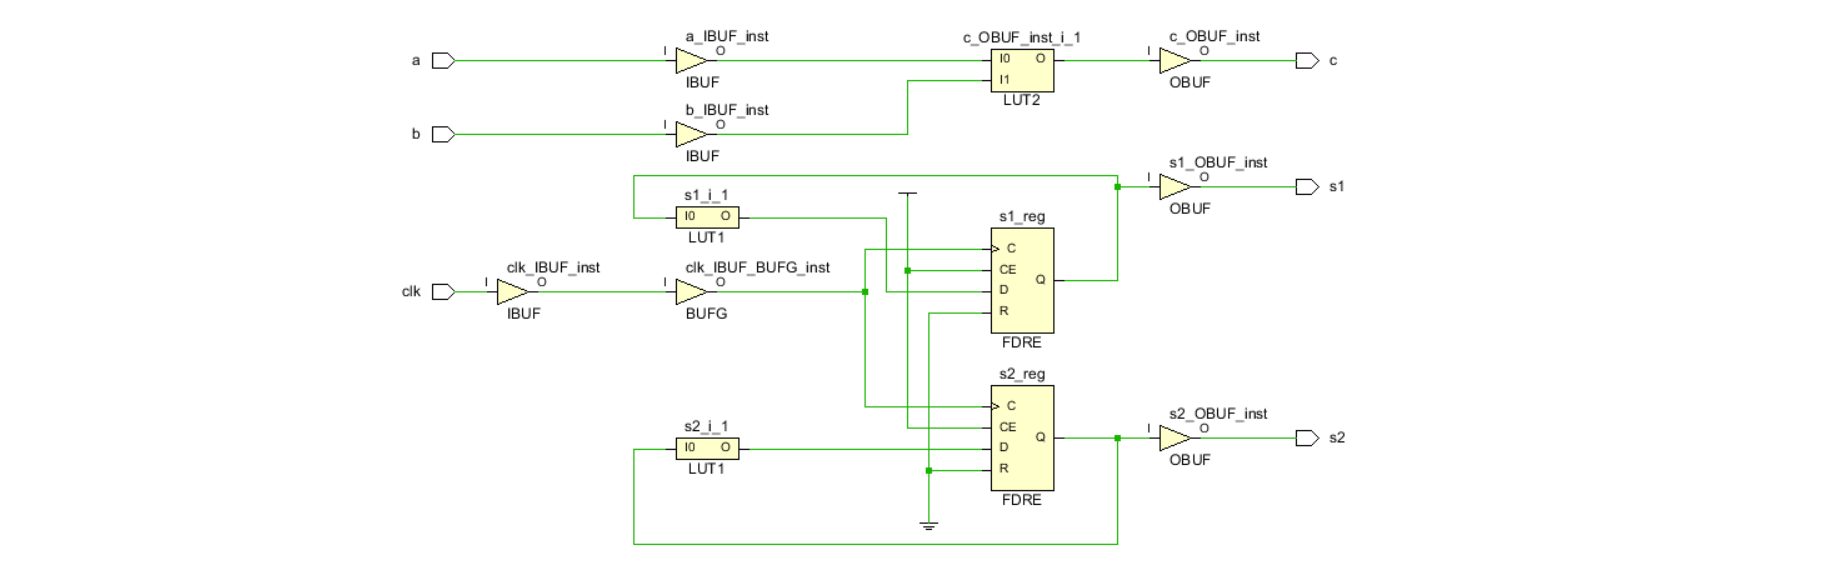 a_IBUF_inst
c_OBUF_inst_i_1
c_OBUF_inst
a
I
O
I0
O
I
O
c
IBUF
I1
OBUF
LUT2
b_IBUF_inst
b
I
O
IBUF
s1_OBUF_inst
I
O
s1
OBUF
s1_i_1
I0
O
LUT1
s1_reg
C
CE
D
R
Q
FDRE
clk_IBUF_inst
clk_IBUF_BUFG_inst
clk
I
O
I
O
IBUF
BUFG
s2_reg
C
CE
D
R
Q
FDRE
s2_i_1
I0
O
LUT1
s2_OBUF_inst
I
O
s2
OBUF